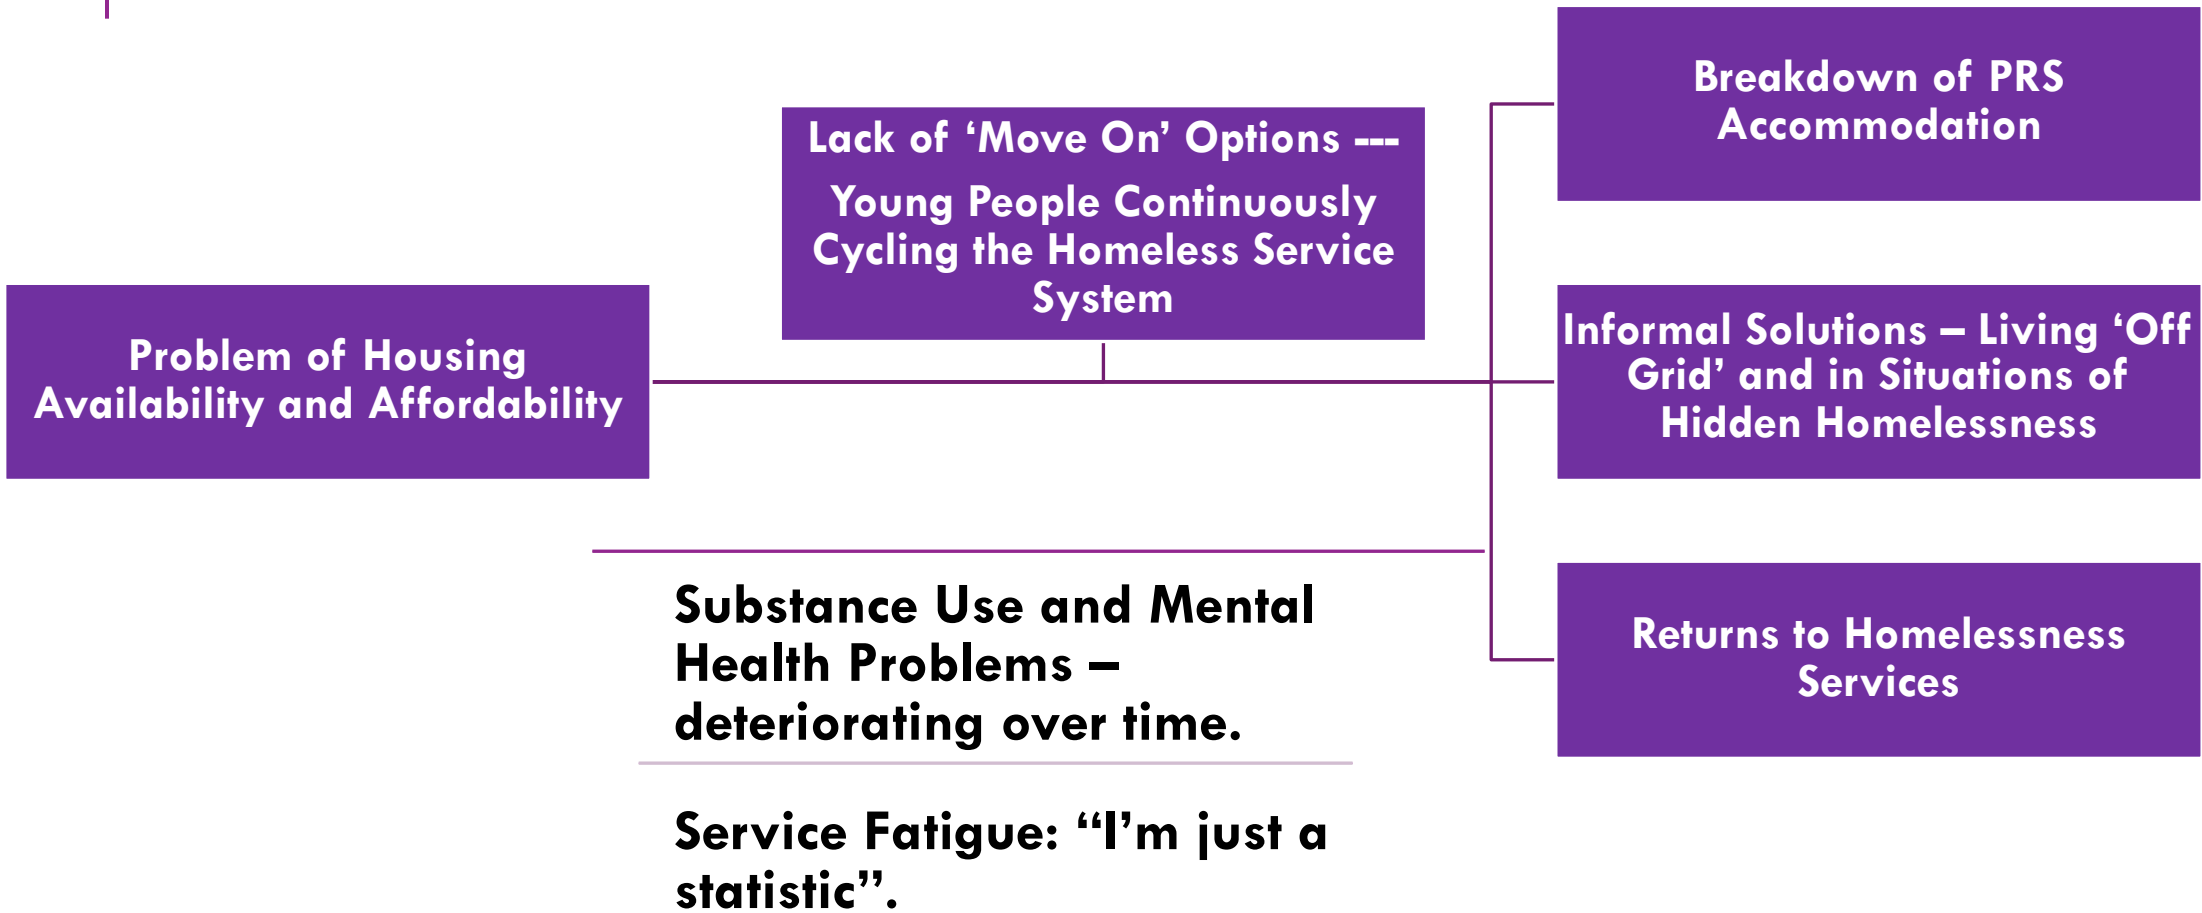 Problem of Housing
Availability and Affordability
Lack of ‘Move On’ Options ---
Young People Continuously
Cycling the Homeless Service
System
Breakdown of PRS
Accommodation
Informal Solutions – Living ‘Off
Grid’ and in Situations of
Hidden Homelessness
Returns to Homelessness
Services
Substance Use and Mental
Health Problems –
deteriorating over time.
Service Fatigue: “I’m just a
statistic”.